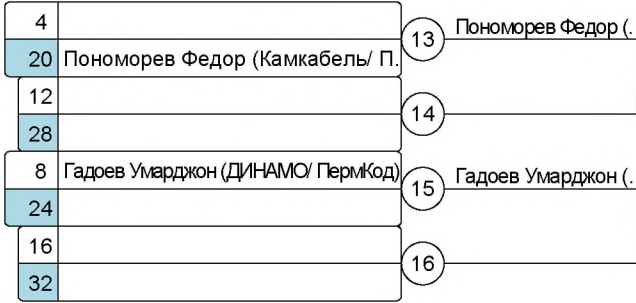 4
13 Пономорев Федор (.
20 Пономорев Федор (Камкабель/ П.
12
14
28
8 Гадоев Умарджон (ДИНАМО/ ПермКод)
15 Гадоев Умарджон (.
24
16
16
32